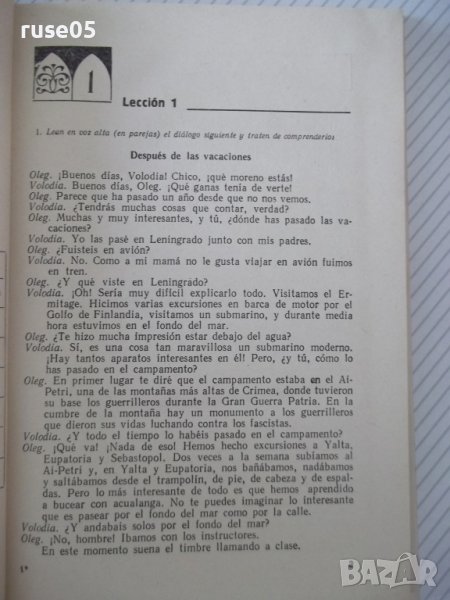 ruse05
1
Lección 1
1. Lean en voz alta (en parejas) el diálogo siguiente y traten de comprenderlo:
Después de las vacaciones
Oleg. ¡Buenos días, Volodia! Chico, ¡qué moreno estás!
Volodia. Buenos días, Oleg. ¡Qué ganas tenía de verte!
Oleg. Parece que ha pasado un año desde que no nos vemos.
Volodia. ¿Tendrás muchas cosas que contar, verdad?
Oleg. Muchas y muy interesantes, y tú, ¿dónde has pasado las va-
caciones?
Volodia. Yo las pasé en Leningrado junto con mis padres.
Oleg. ¿Fuisteis en avión?
Volodia. No. Como a mi mamá no le gusta viajar en avión fuimos
en tren.
Oleg. ¿Y qué viste en Leningrado?
Volodia. ¡Oh! Sería muy difícil explicarlo todo. Visitamos el Er-
mitage. Hicimos varias excursiones en barca de motor por el
Golfo de Finlandia, visitamos un submarino, y durante media
hora estuvimos en el fondo del mar.
Oleg. ¿Te hizo mucha impresión estar debajo del agua?
Volodia. Sí, es una cosa tan maravillosa un submarino moderno.
¡Hay tantos aparatos interesantes en él! Pero, ¿y tú, cómo lo
has pasado en el campamento?
Oleg. En primer lugar te diré que el campamento estaba en el Ai-
Petri, una de las montañas más altas de Crimea, donde tuvieron
su base los guerrilleros durante la Gran Guerra Patria. En la
cumbre de la montaña hay un monumento a los guerrilleros
que dieron sus vidas luchando contra los fascistas.
Volodia. ¿Y todo el tiempo lo habéis pasado en el campamento?
Oleg. ¡Qué va! ¡Nada de eso! Hemos hecho excursiones a Yalta,
Eupatoria y Sebastopol. Dos veces a la semana subíamos al
Ai-Petri y, en Yalta y Eupatoria, nos bañábamos, nadábamos
y saltábamos desde el trampolín, de pie, de cabeza y de espal-
das. Pero lo más interesante de todo es que hemos aprendido
a bucear con acualanga. No te puedes imaginar lo interesante
que es pasear por el fondo del mar como por la calle.
Volodia. ¿Y andabais solos por el fondo del mar?
Oleg. ¡No, hombre! Ibamos con los instructores.
En este momento suena el timbre llamando a clase.
1*
BAZAR